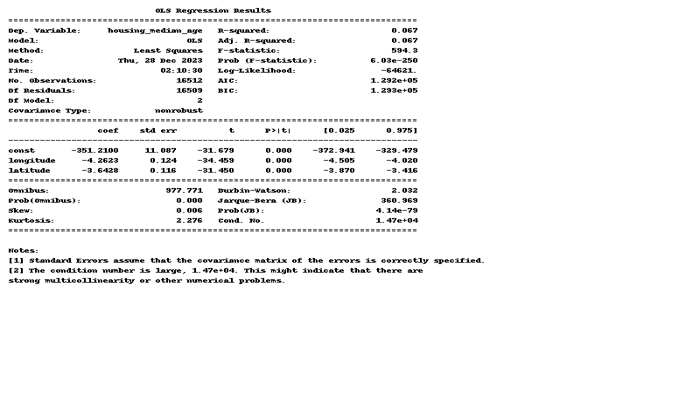 OLS Regression Results
==============================================================================
Dep. Variable:     housing_median_age   R-squared:                       0.067
Model:                            OLS   Adj. R-squared:                  0.067
Method:                 Least Squares   F-statistic:                     594.3
Date:                Thu, 28 Dec 2023   Prob (F-statistic):          6.03e-250
Time:                        02:10:30   Log-Likelihood:                -64621.
No. Observations:               16512   AIC:                         1.292e+05
Df Residuals:                   16509   BIC:                         1.293e+05
Df Model:                           2
Covariance Type:            nonrobust
==============================================================================
                 coef    std err          t      P>|t|      [0.025      0.975]
------------------------------------------------------------------------------
const       -351.2100     11.087    -31.679      0.000    -372.941    -329.479
longitude     -4.2623      0.124    -34.459      0.000      -4.505      -4.020
latitude      -3.6428      0.116    -31.450      0.000      -3.870      -3.416
==============================================================================
Omnibus:                      977.771   Durbin-Watson:                   2.032
Prob(Omnibus):                  0.000   Jarque-Bera (JB):              360.969
Skew:                           0.006   Prob(JB):                     4.14e-79
Kurtosis:                       2.276   Cond. No.                     1.47e+04
==============================================================================
Notes:
[1] Standard Errors assume that the covariance matrix of the errors is correctly specified.
[2] The condition number is large, 1.47e+04. This might indicate that there are
strong multicollinearity or other numerical problems.